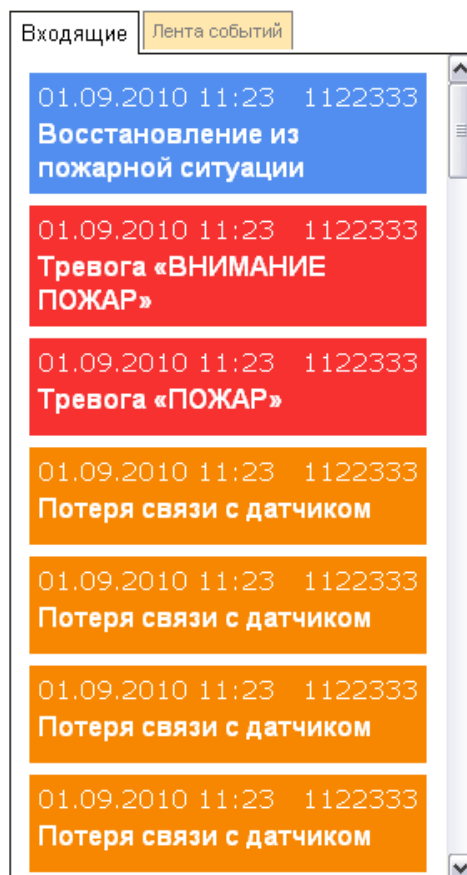 Входящие Лента событий
01.09.2010 11:23 1122333
Восстановление из
пожарной ситуации
01.09.2010 11:23 1122333
Тревога «ВНИМАНИЕ
ПОЖАР»
01.09.2010 11:23 1122333
Тревога «ПОЖАР»
01.09.2010 11:23 1122333
Потеря связи с датчиком
01.09.2010 11:23 1122333
Потеря связи с датчиком
01.09.2010 11:23 1122333
Потеря связи с датчиком
01.09.2010 11:23 1122333
Потеря связи с датчиком